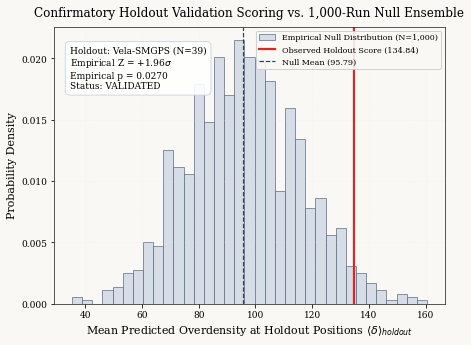 Confirmatory Holdout Validation Scoring vs. 1,000-Run Null Ensemble
Holdout: Vela-SMGPS (N=39)
Empirical Z = +1.96σ
Empirical p = 0.0270
Status: VALIDATED
Empirical Null Distribution (N=1,000)
Observed Holdout Score (134.84)
Null Mean (95.79)
Probability Density
0.020
0.015
0.010
0.005
0.000
40 60 80 100 120 140 160
Mean Predicted Overdensity at Holdout Positions ⟨δ⟩holdout